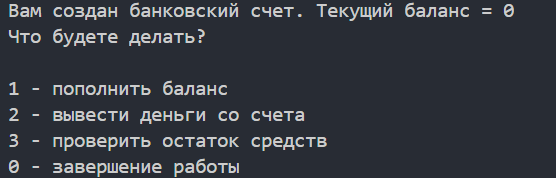 Вам создан банковский счет. Текущий баланс = 0
Что будете делать?
1 - пополнить баланс
2 - вывести деньги со счета
3 - проверить остаток средств
0 - завершение работы